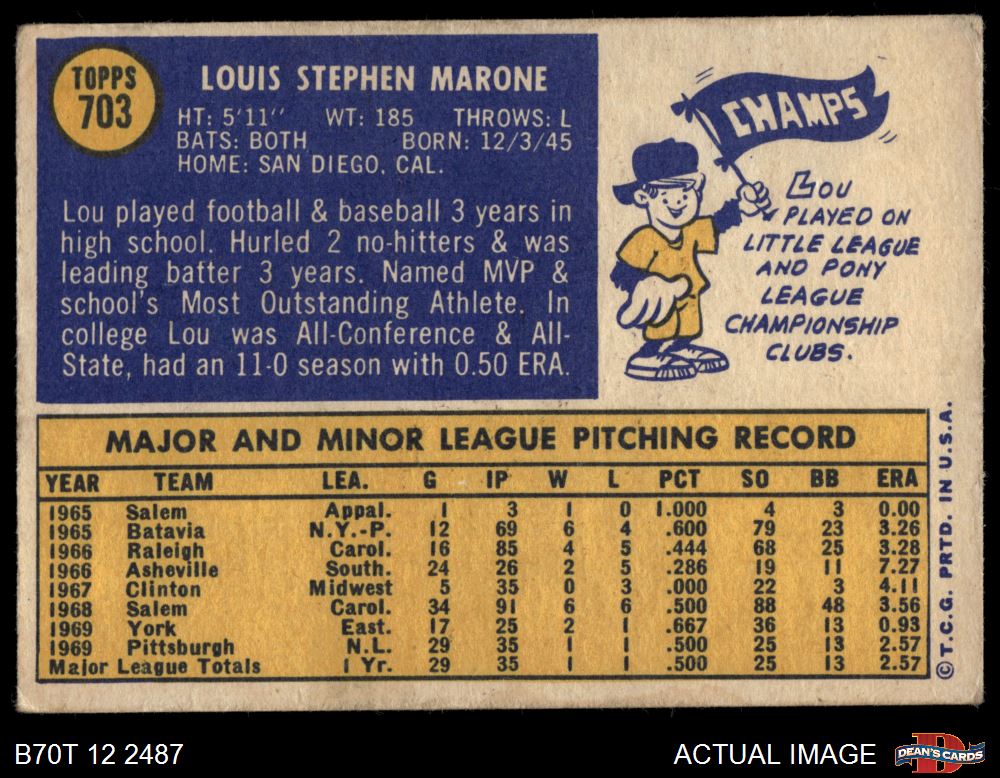 TOPPS
703
LOUIS STEPHEN MARONE
HT: 5'11" WT: 185 THROWS: L
BATS: BOTH BORN: 12/3/45
HOME: SAN DIEGO, CAL.
Lou played football & baseball 3 years in
high school. Hurled 2 no-hitters & was
leading batter 3 years. Named MVP &
school's Most Outstanding Athlete. In
college Lou was All-Conference & All-
State, had an 11-0 season with 0.50 ERA.
CHAMPS
LOU
PLAYED ON
LITTLE LEAGUE
AND PONY
LEAGUE
CHAMPIONSHIP
CLUBS.
MAJOR AND MINOR LEAGUE PITCHING RECORD
YEAR TEAM LEA. G IP W L PCT SO BB ERA
1965 Salem Appal. 1 3 1 0 1.000 4 3 0.00
1965 Batavia N.Y.-P. 12 69 6 4 .600 79 23 3.26
1966 Raleigh Carol. 16 85 4 5 .444 68 25 3.28
1966 Asheville South. 24 26 2 5 .286 19 11 7.27
1967 Clinton Midwest 5 35 0 3 .000 22 3 4.11
1968 Salem Carol. 34 91 6 6 .500 88 48 3.56
1969 York East. 17 25 2 1 .667 36 13 0.93
1969 Pittsburgh N.L. 29 35 1 1 .500 25 13 2.57
Major League Totals 1 Yr. 29 35 1 1 .500 25 13 2.57
© T.C.G. PRTD. IN U.S.A.
B70T 12 2487
ACTUAL IMAGE
D
DEAN'S CARDS